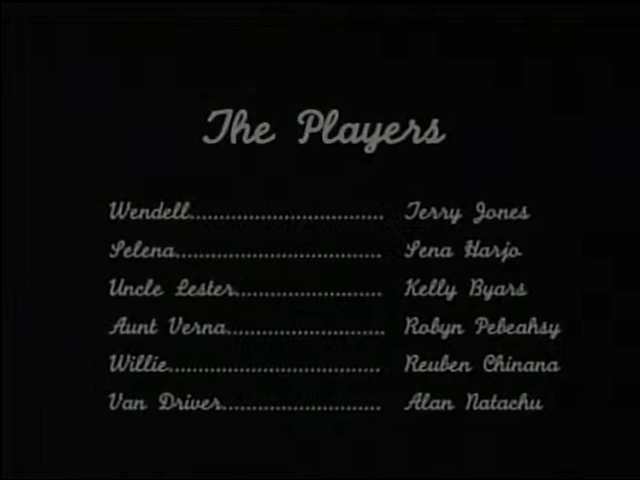 The Players
Wendell................................ Terry Jones
Selena.................................. Sena Harjo
Uncle Lester......................... Kelly Byars
Aunt Verna.......................... Robyn Pebeahsy
Willie................................... Reuben Chinana
Van Driver........................... Alan Natachu